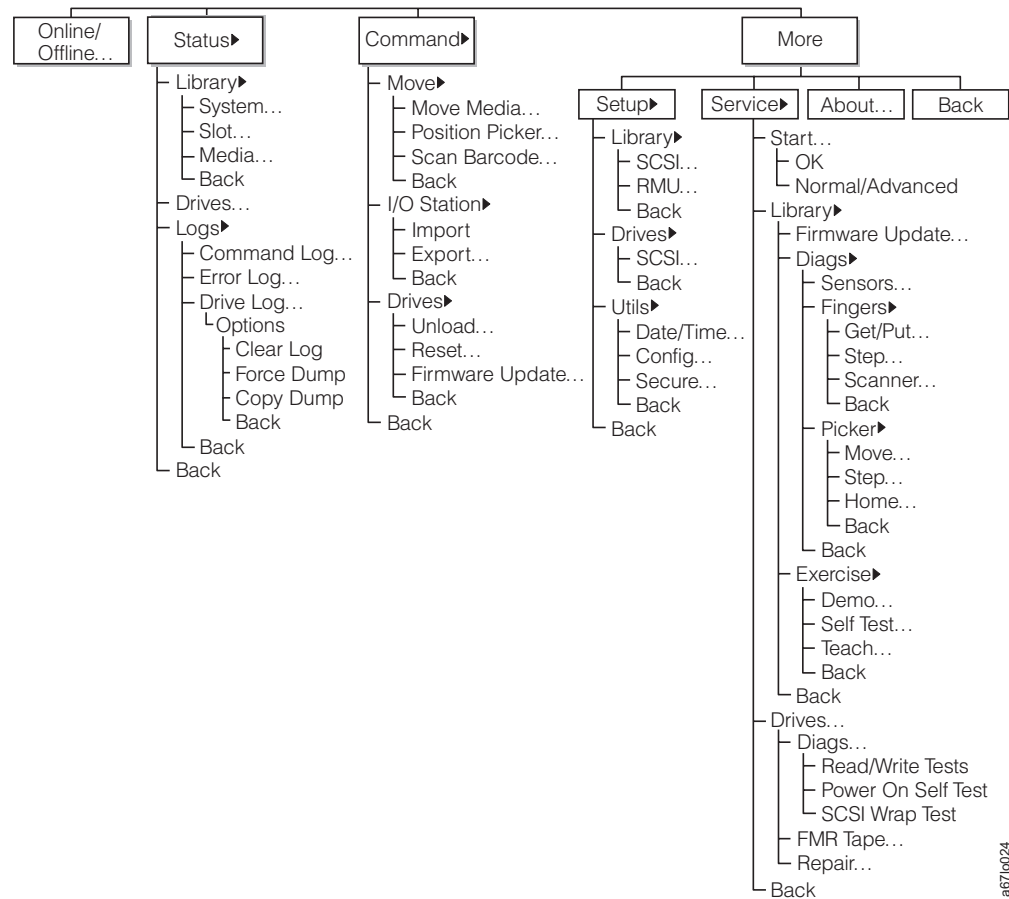 Online/
Offline...
Status▶
Library▶
System...
Slot...
Media...
Back
Drives...
Logs▶
Command Log...
Error Log...
Drive Log...
Options
Clear Log
Force Dump
Copy Dump
Back
Back
Back
Command▶
Move▶
Move Media...
Position Picker...
Scan Barcode...
Back
I/O Station▶
Import
Export...
Back
Drives▶
Unload...
Reset...
Firmware Update...
Back
Back
More
Setup▶
Library▶
SCSI...
RMU...
Back
Drives▶
SCSI...
Back
Utils▶
Date/Time...
Config...
Secure...
Back
Back
Service▶
Start...
OK
Normal/Advanced
Library▶
Firmware Update...
Diags▶
Sensors...
Fingers▶
Get/Put...
Step...
Scanner...
Back
Picker▶
Move...
Step...
Home...
Back
Back
Exercise▶
Demo...
Self Test...
Teach...
Back
Back
Drives...
Diags...
Read/Write Tests
Power On Self Test
SCSI Wrap Test
FMR Tape...
Repair...
Back
About...
Back
a67lo024